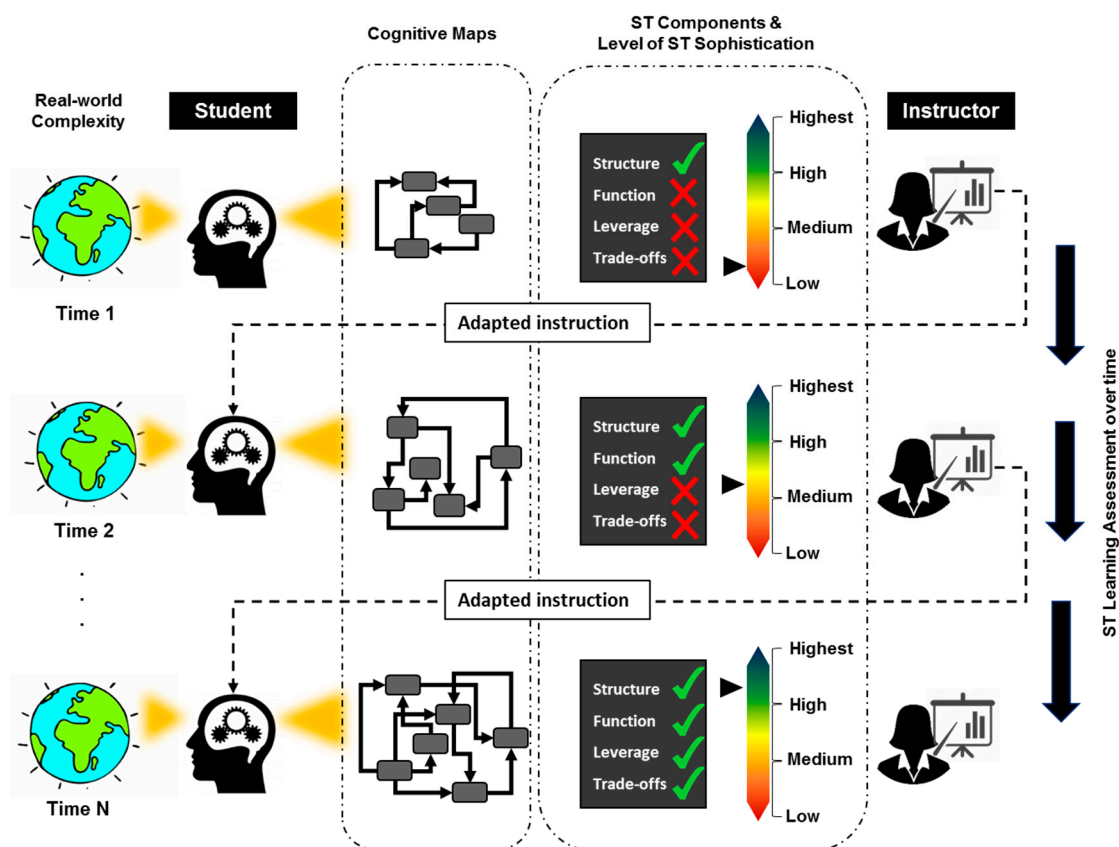 Cognitive Maps
ST Components &
Level of ST Sophistication
Real-world
Complexity
Student
Instructor
Structure
Function
Leverage
Trade-offs
Highest
High
Medium
Low
Time 1
Adapted instruction
Structure
Function
Leverage
Trade-offs
Highest
High
Medium
Low
Time 2
Adapted instruction
Structure
Function
Leverage
Trade-offs
Highest
High
Medium
Low
Time N
ST Learning Assessment overtime